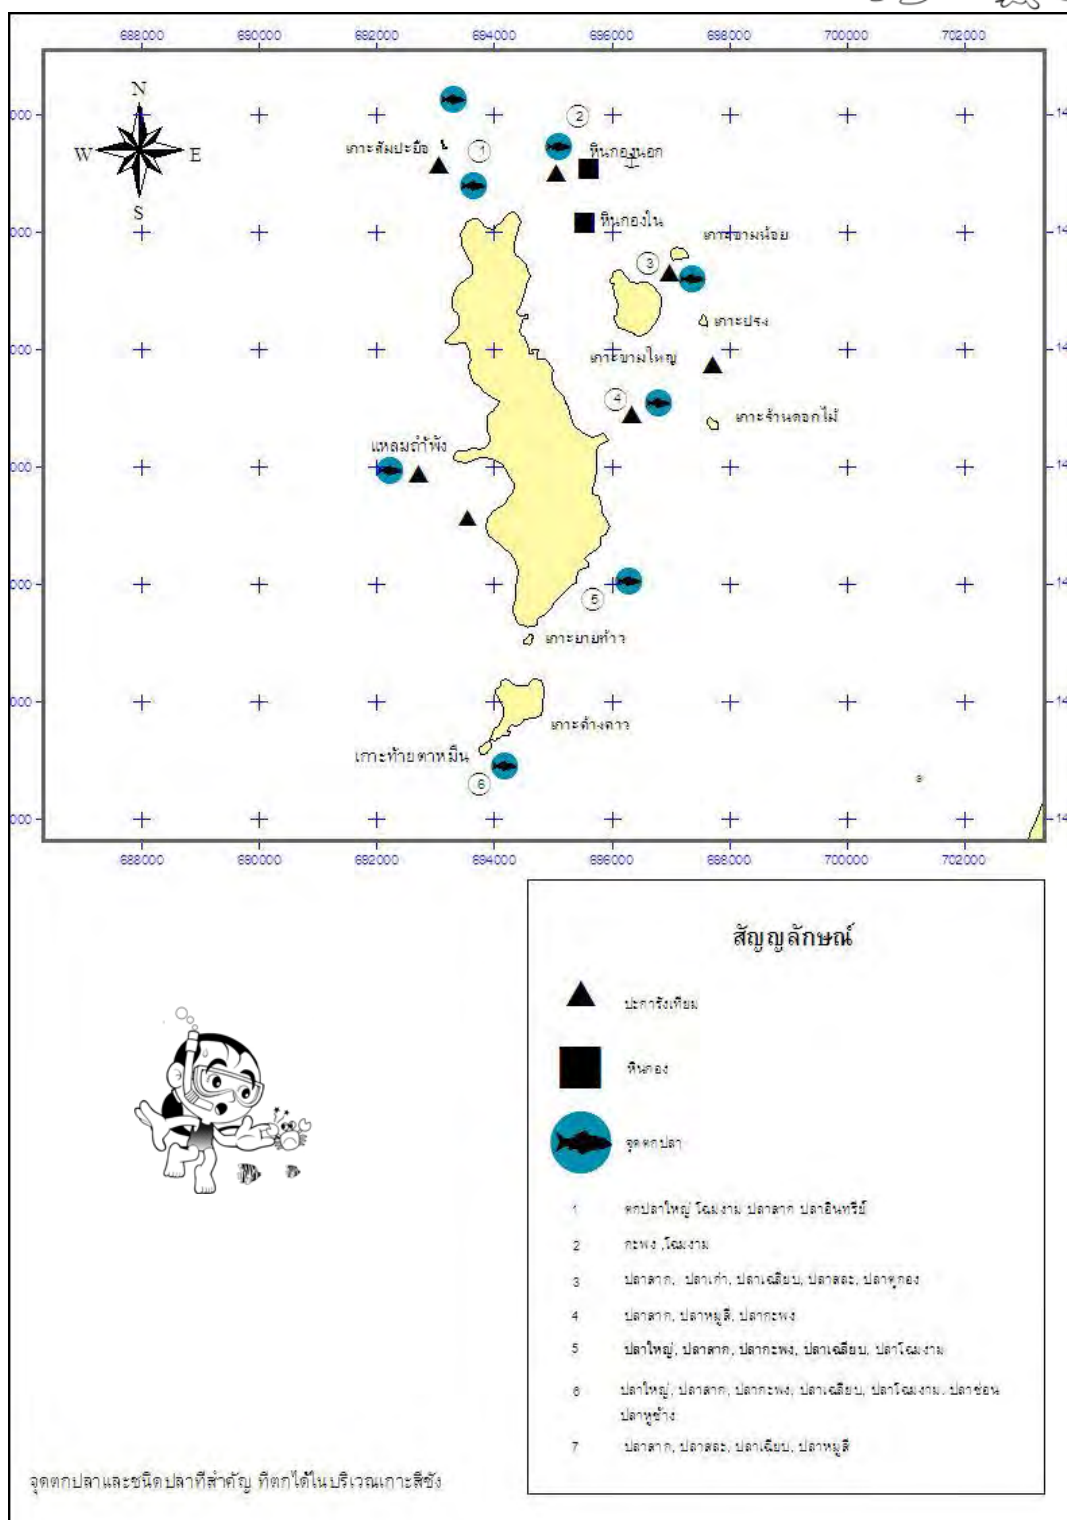 688000 690000 692000 694000 696000 698000 700000 702000
N
W E
S
เกาะสัมปะยื้อ
1
2
หินกองนอก
หินกองใน
เกาะขามน้อย
3
เกาะปรง
เกาะขามใหญ่
4
เกาะร้านดอกไม้
แหลมถ้ำพัง
5
เกาะยายท้าว
เกาะค้างคาว
เกาะท้ายตาหมื่น
6
688000 690000 692000 694000 696000 698000 700000 702000
สัญญลักษณ์
ปะการังเทียม
หินกอง
จุดตกปลา
1 ตกปลาใหญ่ โฉมงาม ปลาสาก ปลาอินทรีย์
2 กะพง ,โฉมงาม
3 ปลาสาก, ปลาเก๋า, ปลาเฉลียบ, ปลาสละ, ปลาตุกอง
4 ปลาสาก, ปลาหมูสี, ปลากะพง
5 ปลาใหญ่, ปลาสาก, ปลากะพง, ปลาเฉลียบ, ปลาโฉมงาม
6 ปลาใหญ่, ปลาสาก, ปลากะพง, ปลาเฉลียบ, ปลาโฉมงาม, ปลาช่อน
ปลาหูช้าง
7 ปลาสาก, ปลาสละ, ปลาเฉียบ, ปลาหมูสี
จุดตกปลาและชนิดปลาที่สำคัญ ที่ตกได้ในบริเวณเกาะสีชัง